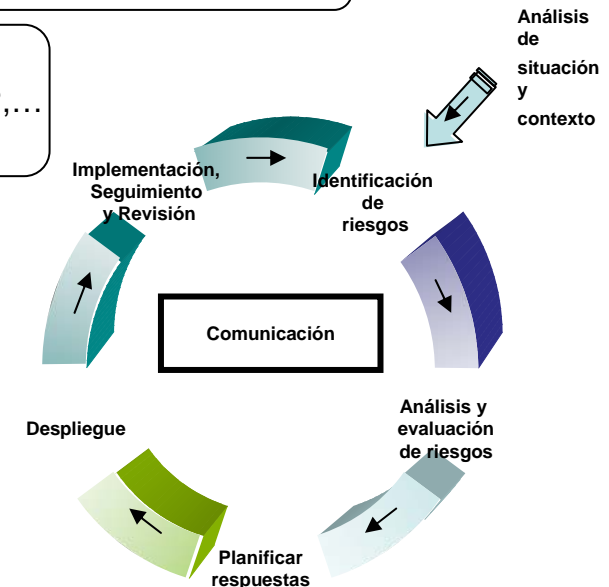 ,...
Análisis
de
situación
y
contexto
Implementación,
Seguimiento
y Revisión
Identificación
de
riesgos
Comunicación
Análisis y
evaluación
de riesgos
Despliegue
Planificar
respuestas